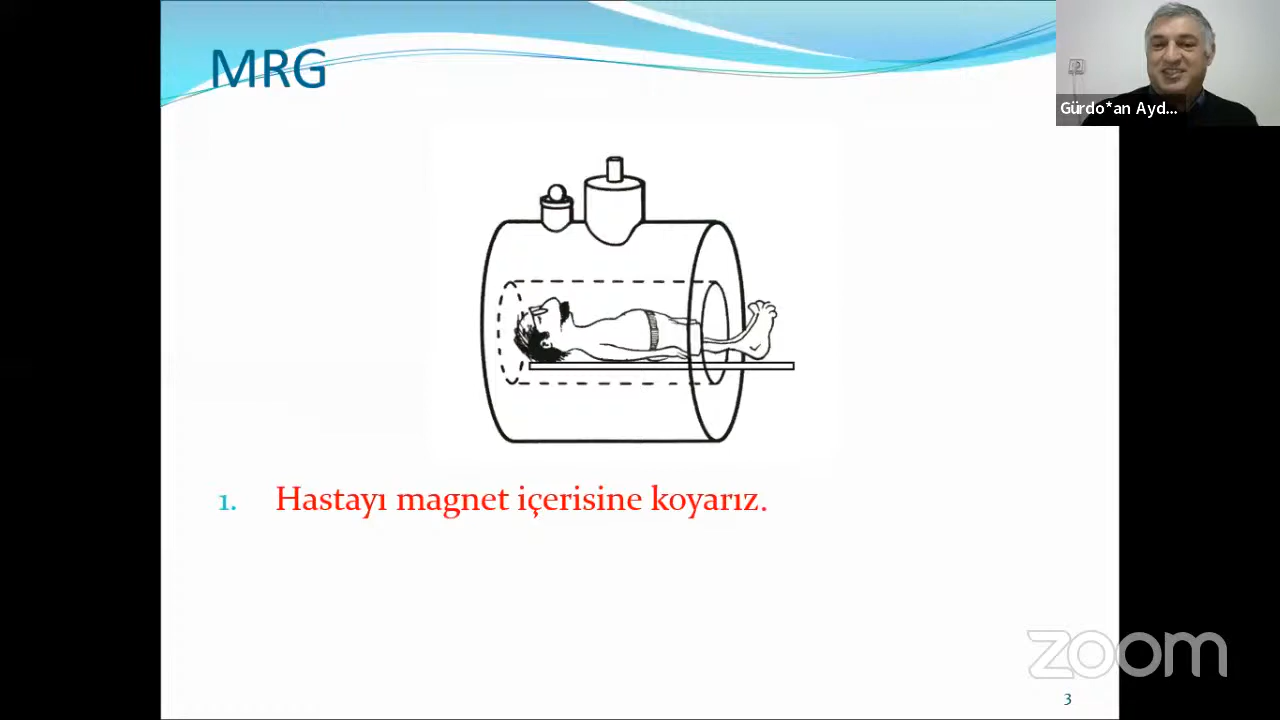 MRG
Gürdo*an Ayd...
1. Hastayı magnet içerisine koyarız.
zoom
3